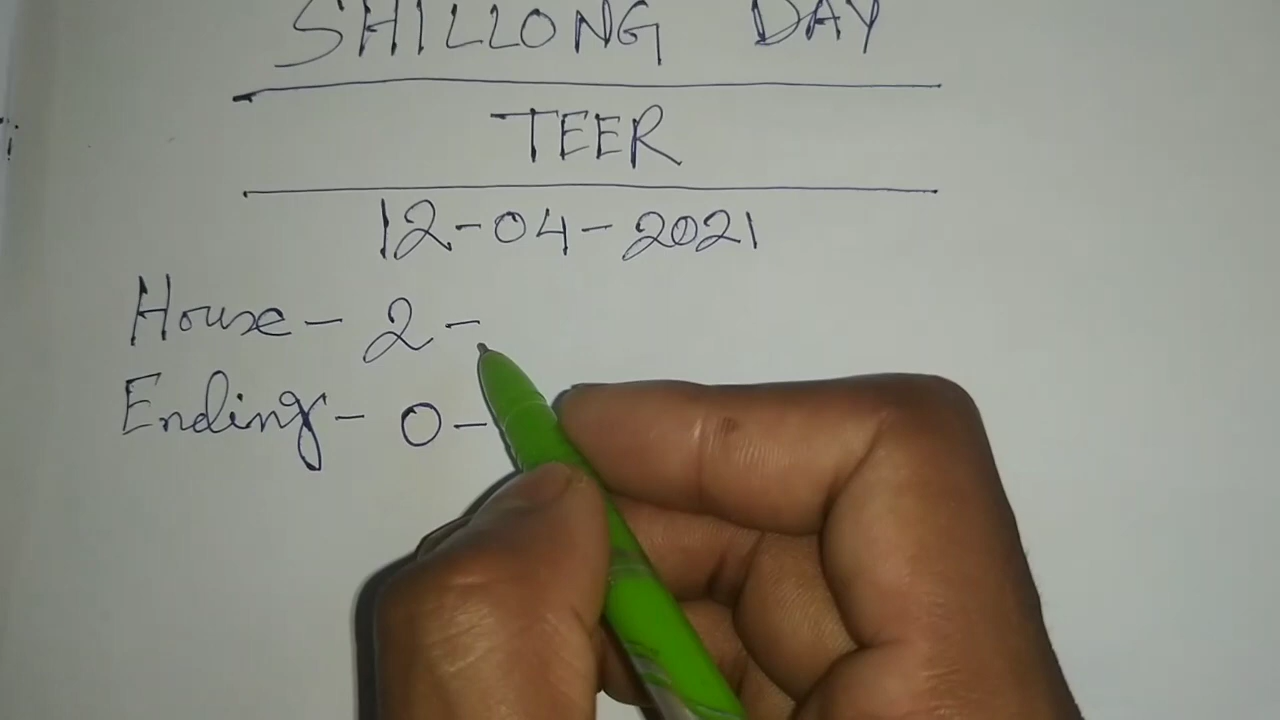 SHILLONG DAY
TEER
12-04-2021
House - 2 -
Ending - 0 -